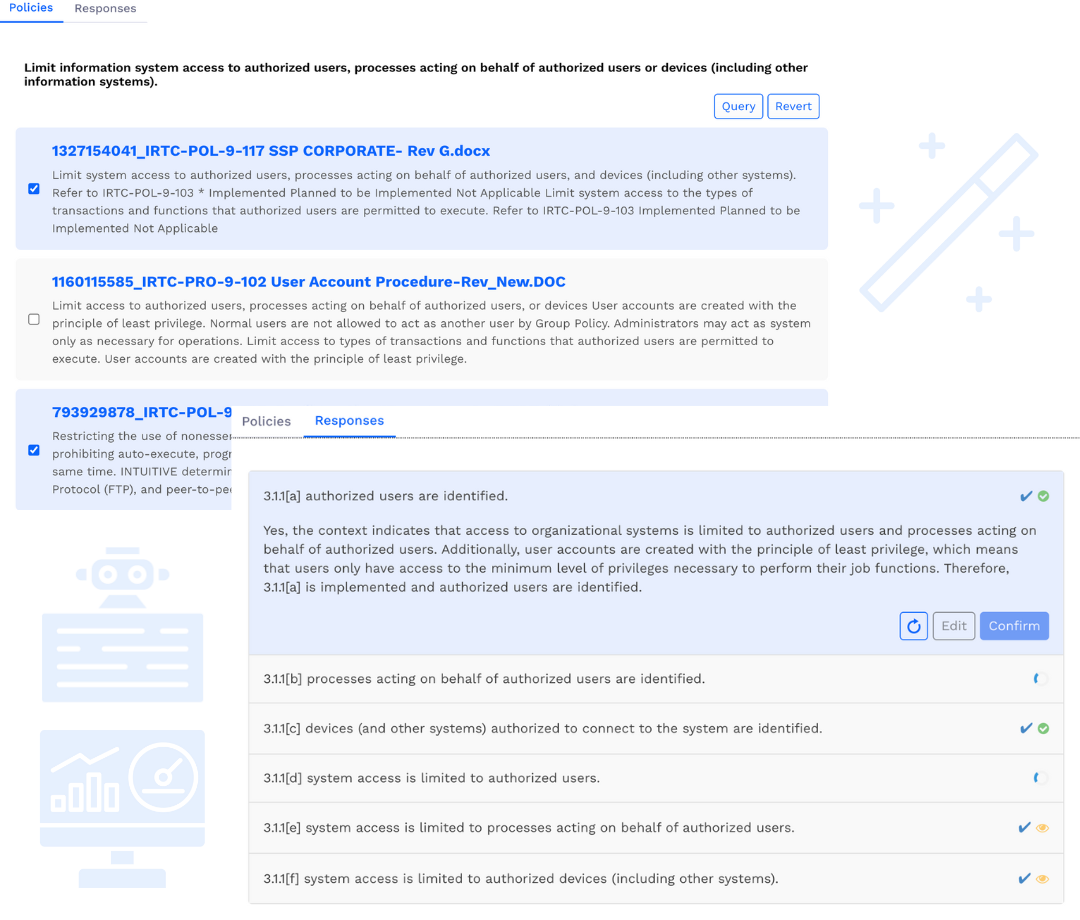 Policies
Responses
Limit information system access to authorized users, processes acting on behalf of authorized users or devices (including other
information systems).
Query
Revert
1327154041_IRTC-POL-9-117 SSP CORPORATE- Rev G.docx
Limit system access to authorized users, processes acting on behalf of authorized users, and devices (including other systems).
Refer to IRTC-POL-9-103 * Implemented Planned to be Implemented Not Applicable Limit system access to the types of
transactions and functions that authorized users are permitted to execute. Refer to IRTC-POL-9-103 Implemented Planned to be
Implemented Not Applicable
1160115585_IRTC-PRO-9-102 User Account Procedure-Rev_New.DOC
Limit access to authorized users, processes acting on behalf of authorized users, or devices User accounts are created with the
principle of least privilege. Normal users are not allowed to act as another user by Group Policy. Administrators may act as system
only as necessary for operations. Limit access to types of transactions and functions that authorized users are permitted to
execute. User accounts are created with the principle of least privilege.
793929878_IRTC-POL-9
Restricting the use of
prohibiting auto-execute,
same time. INTUITIVE
Protocol (FTP), and
Policies
Responses
3.1.1[a] authorized users are identified.
Yes, the context indicates that access to organizational systems is limited to authorized users and processes acting on
behalf of authorized users. Additionally, user accounts are created with the principle of least privilege, which means
that users only have access to the minimum level of privileges necessary to perform their job functions. Therefore,
3.1.1[a] is implemented and authorized users are identified.
Edit
Confirm
3.1.1[b] processes acting on behalf of authorized users are identified.
3.1.1[c] devices (and other systems) authorized to connect to the system are identified.
3.1.1[d] system access is limited to authorized users.
3.1.1[e] system access is limited to processes acting on behalf of authorized users.
3.1.1[f] system access is limited to authorized devices (including other systems).